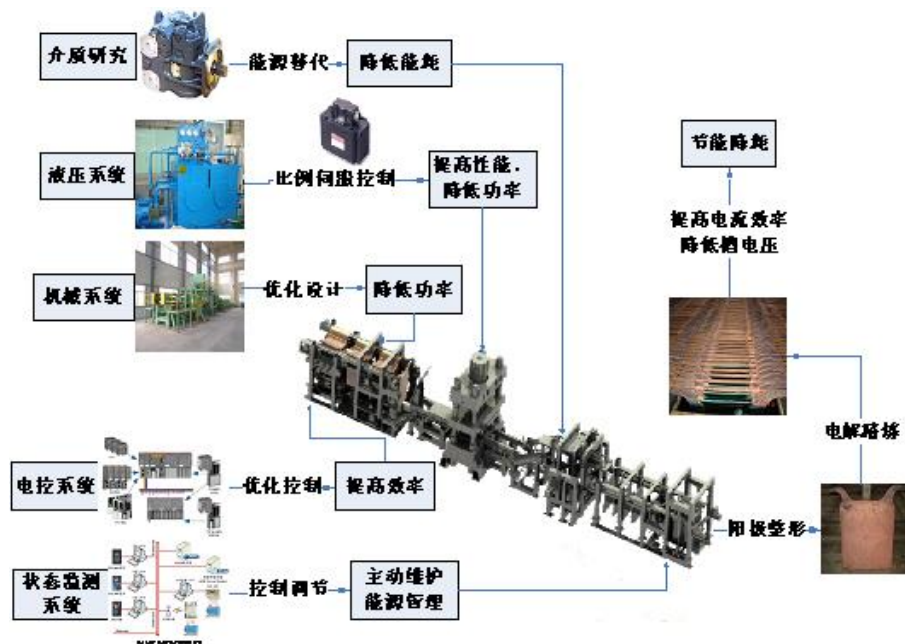 介质研究
能源替代
降低能耗
液压系统
比例伺服控制
提高性能、
降低功率
节能降耗
提高电流效率
降低槽电压
机械系统
优化设计
降低功率
电控系统
优化控制
提高效率
电解精炼
阳极整形
状态监测
系统
控制调节
主动维护
能源管理